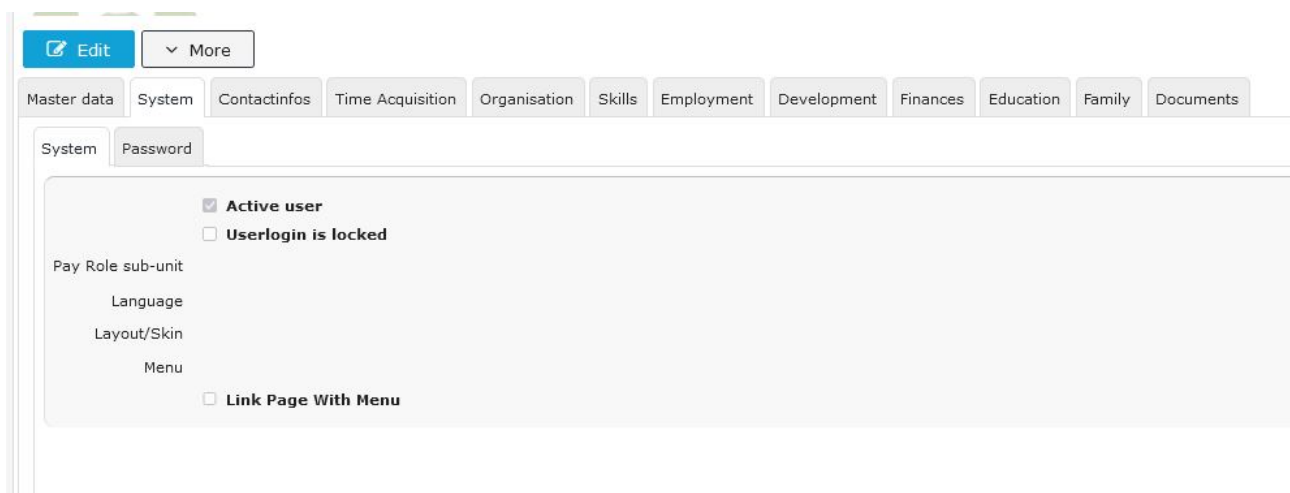 Edit More
Master data System Contactinfos Time Acquisition Organisation Skills Employment Development Finances Education Family Documents
System Password
Active user
Userlogin is locked
Pay Role sub-unit
Language
Layout/Skin
Menu
Link Page With Menu